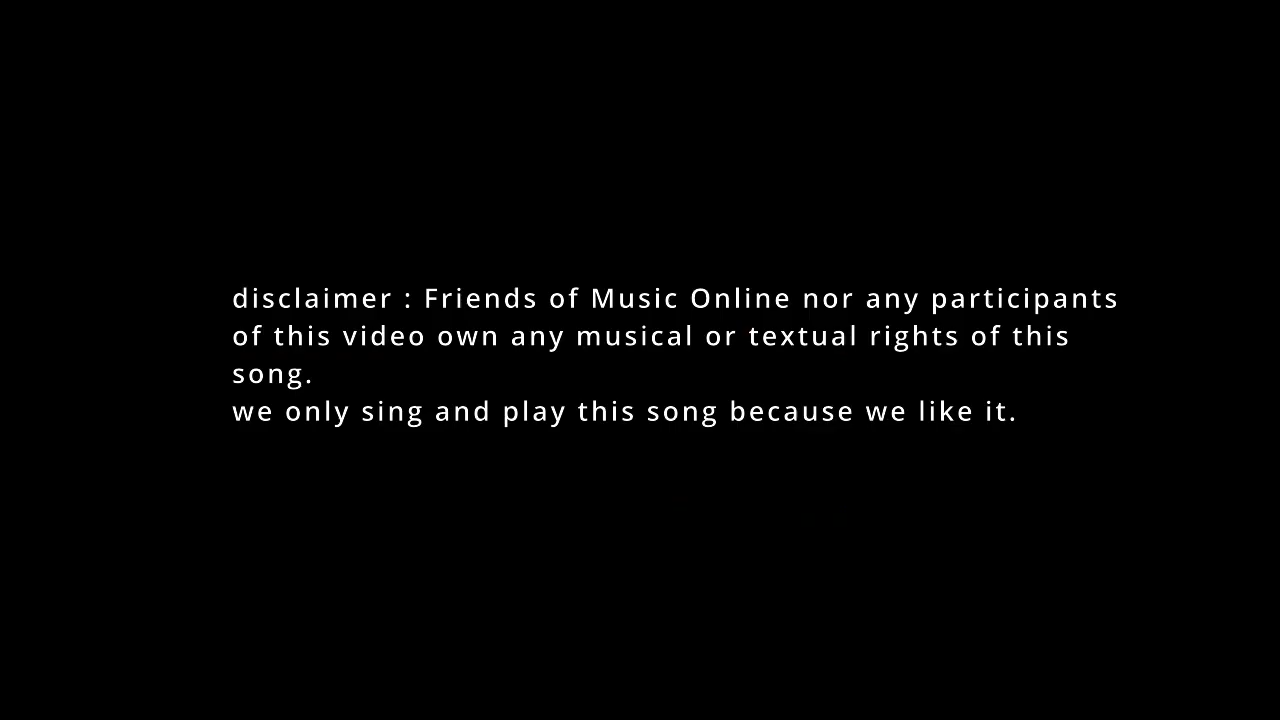 disclaimer : Friends of Music Online nor any participants
of this video own any musical or textual rights of this
song.
we only sing and play this song because we like it.